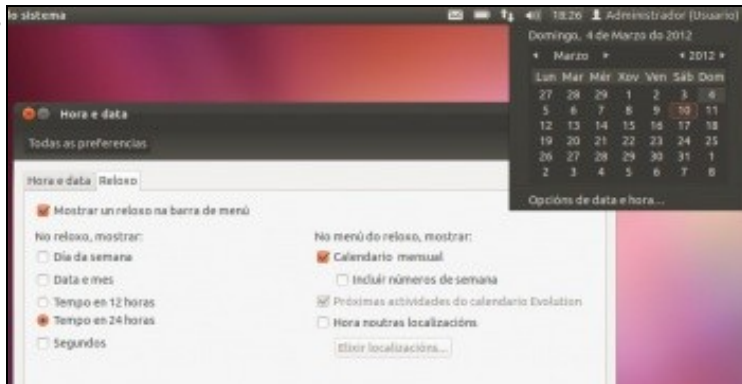 lo sistema
18:26 Administrador (Usuario)
Domingo, 4 de Marzo do 2012
Marzo 2012
Lun Mar Mér Xov Ven Sáb Dom
27 28 29 1 2 3 4
5 6 7 8 9 10 11
12 13 14 15 16 17 18
19 20 21 22 23 24 25
26 27 28 29 30 31 1
2 3 4 5 6 7 8
Opcións de data e hora...
Hora e data
Todas as preferencias
Hora e data Reloxo
Mostrar un reloxo na barra de menú
No reloxo, mostrar:
Día da semana
Data e mes
Tempo en 12 horas
Tempo en 24 horas
Segundos
No menú do reloxo, mostrar:
Calendario mensual
Incluír números de semana
Próximas actividades do calendario Evolution
Hora noutras localizacións
Elixir localizacións...